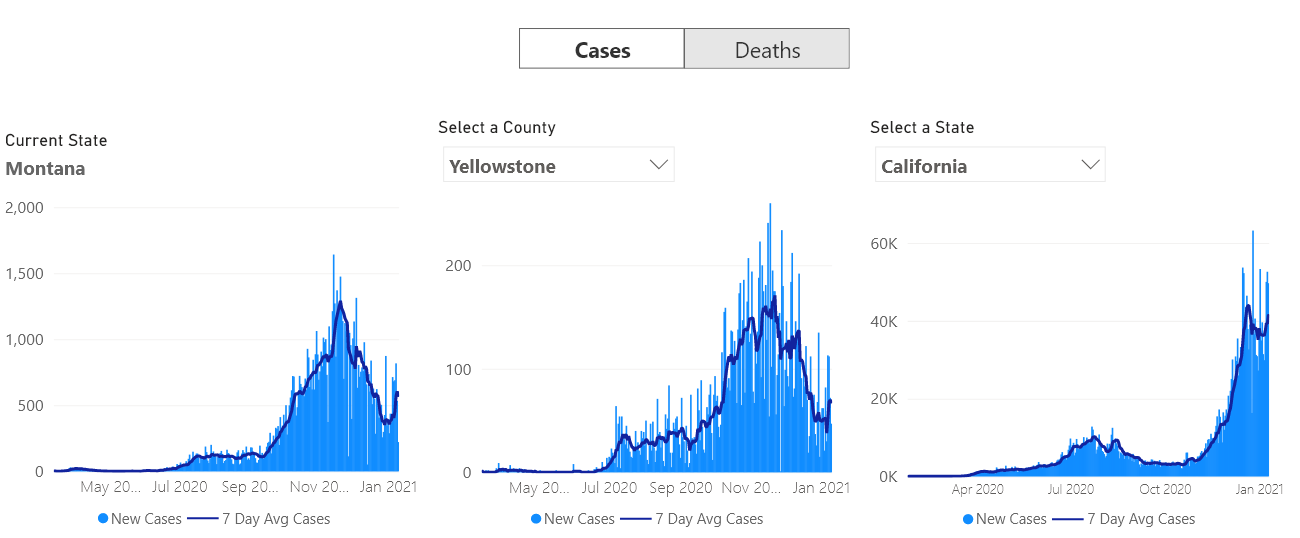 Cases Deaths
Current State
Montana
Select a County
Yellowstone
Select a State
California
2,000
1,500
1,000
500
0
May 20... Jul 2020 Sep 20... Nov 20... Jan 2021
New Cases 7 Day Avg Cases
200
100
0
May 20... Jul 2020 Sep 2020 Nov 20... Jan 2021
New Cases 7 Day Avg Cases
60K
40K
20K
0K
Apr 2020 Jul 2020 Oct 2020 Jan 2021
New Cases 7 Day Avg Cases